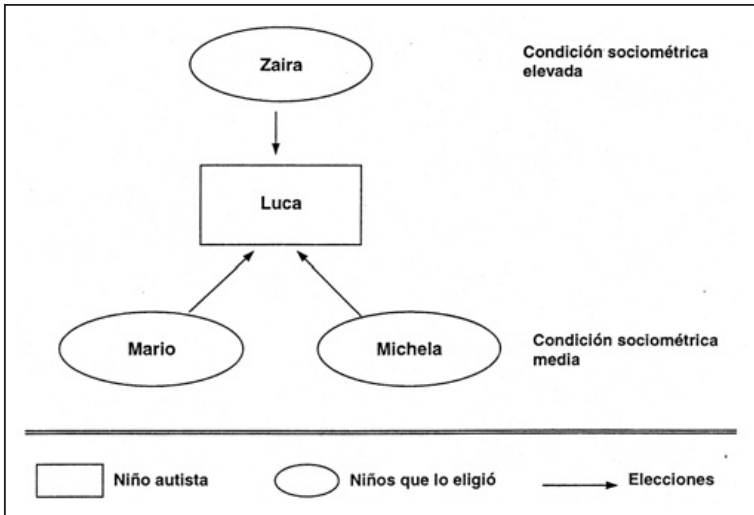 Zaira
Condición sociométrica
elevada
Luca
Mario
Michela
Condición sociométrica
media
Niño autista
Niños que lo eligió
Elecciones